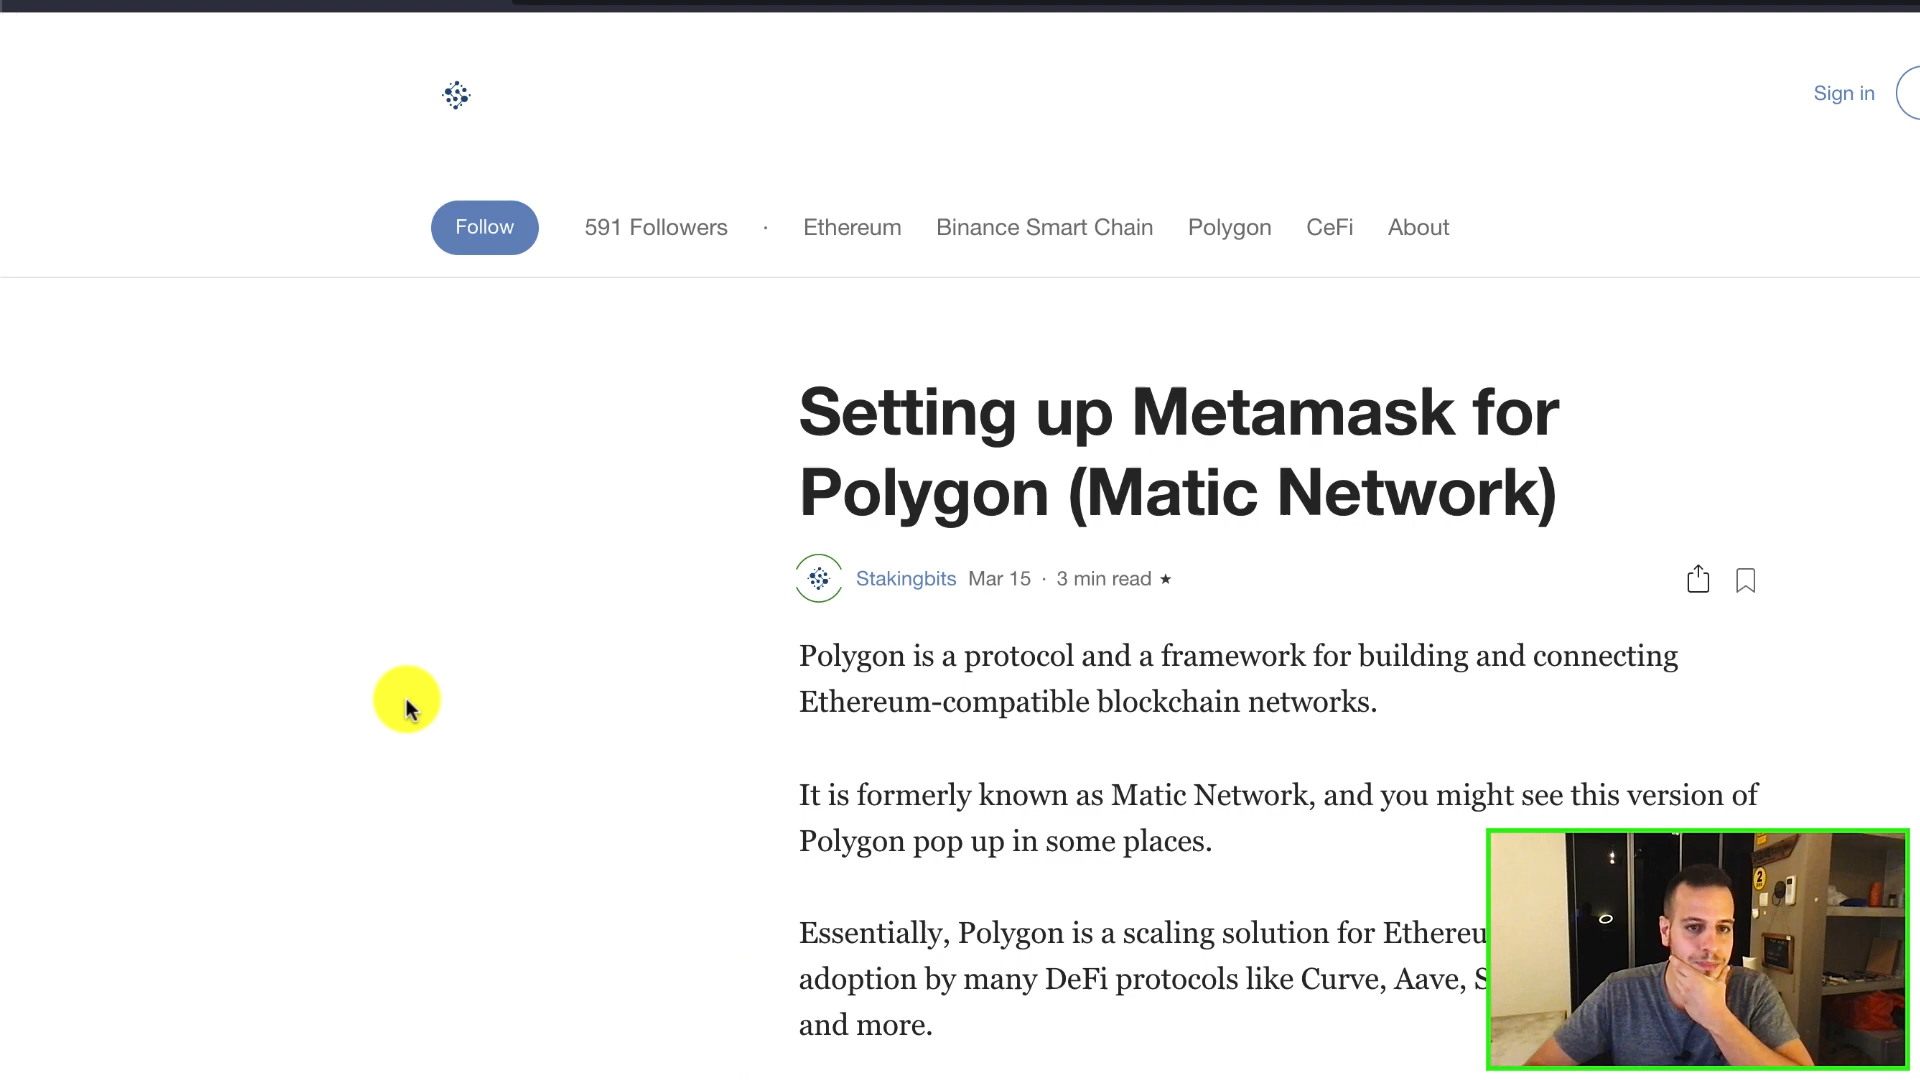 Sign in
Follow
591 Followers · Ethereum Binance Smart Chain Polygon CeFi About
Setting up Metamask for
Polygon (Matic Network)
Stakingbits Mar 15 · 3 min read ★
Polygon is a protocol and a framework for building and connecting
Ethereum-compatible blockchain networks.
It is formerly known as Matic Network, and you might see this version of
Polygon pop up in some places.
Essentially, Polygon is a scaling solution for
adoption by many DeFi protocols like Curve, Aave,
and more.
2